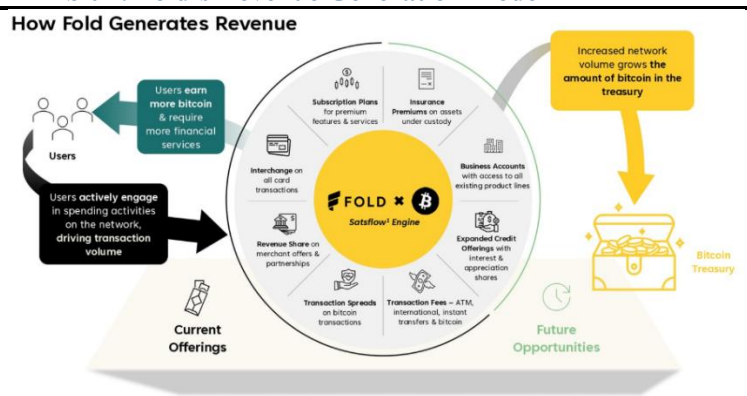 How Fold Generates Revenue
Users earn
more bitcoin
& require
more financial
services
Users
Users actively engage
in spending activities
on the network,
driving transaction
volume
Subscription Plans
for premium
features & services
Insurance
Premiums on assets
under custody
Interchange on
all card
transactions
Business Accounts
with access to all
existing product lines
FOLD × ₿
Satsflow¹ Engine
Revenue Share on
merchant offers &
partnerships
Expanded Credit
Offerings with
interest &
appreciation
shares
Transaction Spreads
on bitcoin
transactions
Transaction Fees – ATM,
international, instant
transfers & bitcoin
Increased network
volume grows the
amount of bitcoin in the
treasury
Bitcoin
Treasury
Current
Offerings
Future
Opportunities